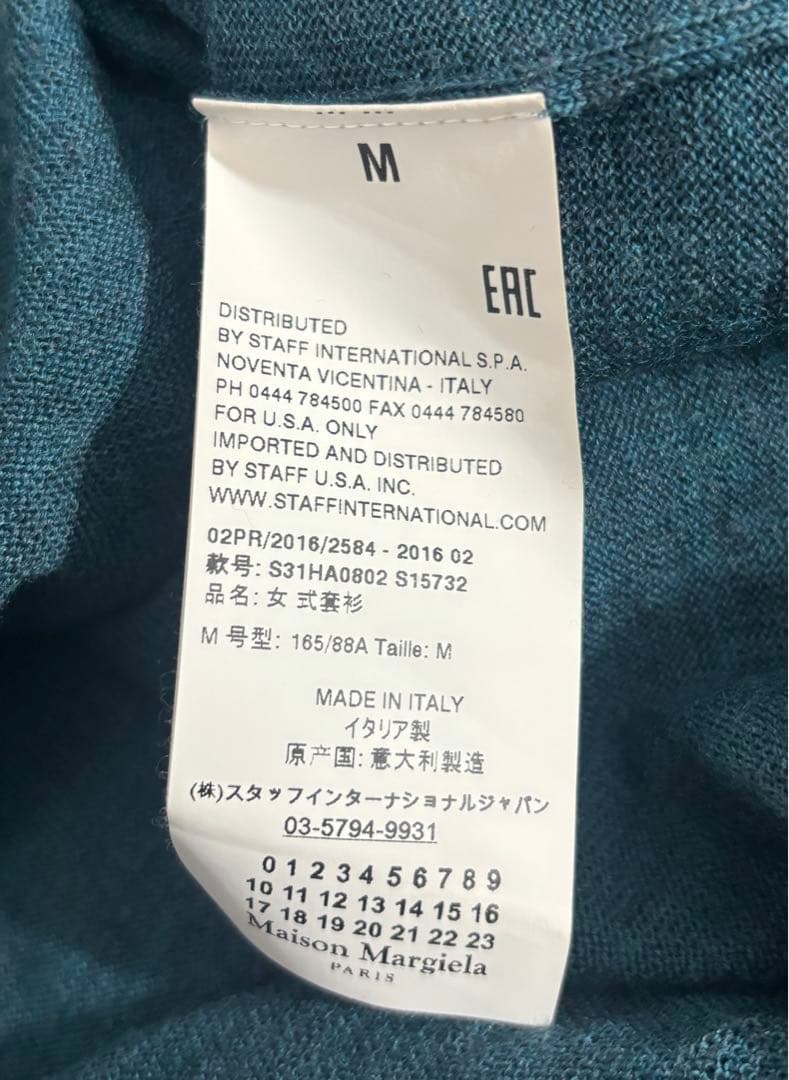 M
EAC
DISTRIBUTED
BY STAFF INTERNATIONAL S.P.A.
NOVENTA VICENTINA - ITALY
PH 0444 784500 FAX 0444 784580
FOR U.S.A. ONLY
IMPORTED AND DISTRIBUTED
BY STAFF U.S.A. INC.
WWW.STAFFINTERNATIONAL.COM
02PR/2016/2584 - 2016 02
款号: S31HA0802 S15732
品名: 女 式套衫
M 号型: 165/88A Taille: M
MADE IN ITALY
イタリア製
原产国: 意大利製造
(株)スタッフインターナショナルジャパン
03-5794-9931
0 1 2 3 4 5 6 7 8 9
10 11 12 13 14 15 16
17 18 19 20 21 22 23
Maison Margiela
PARIS